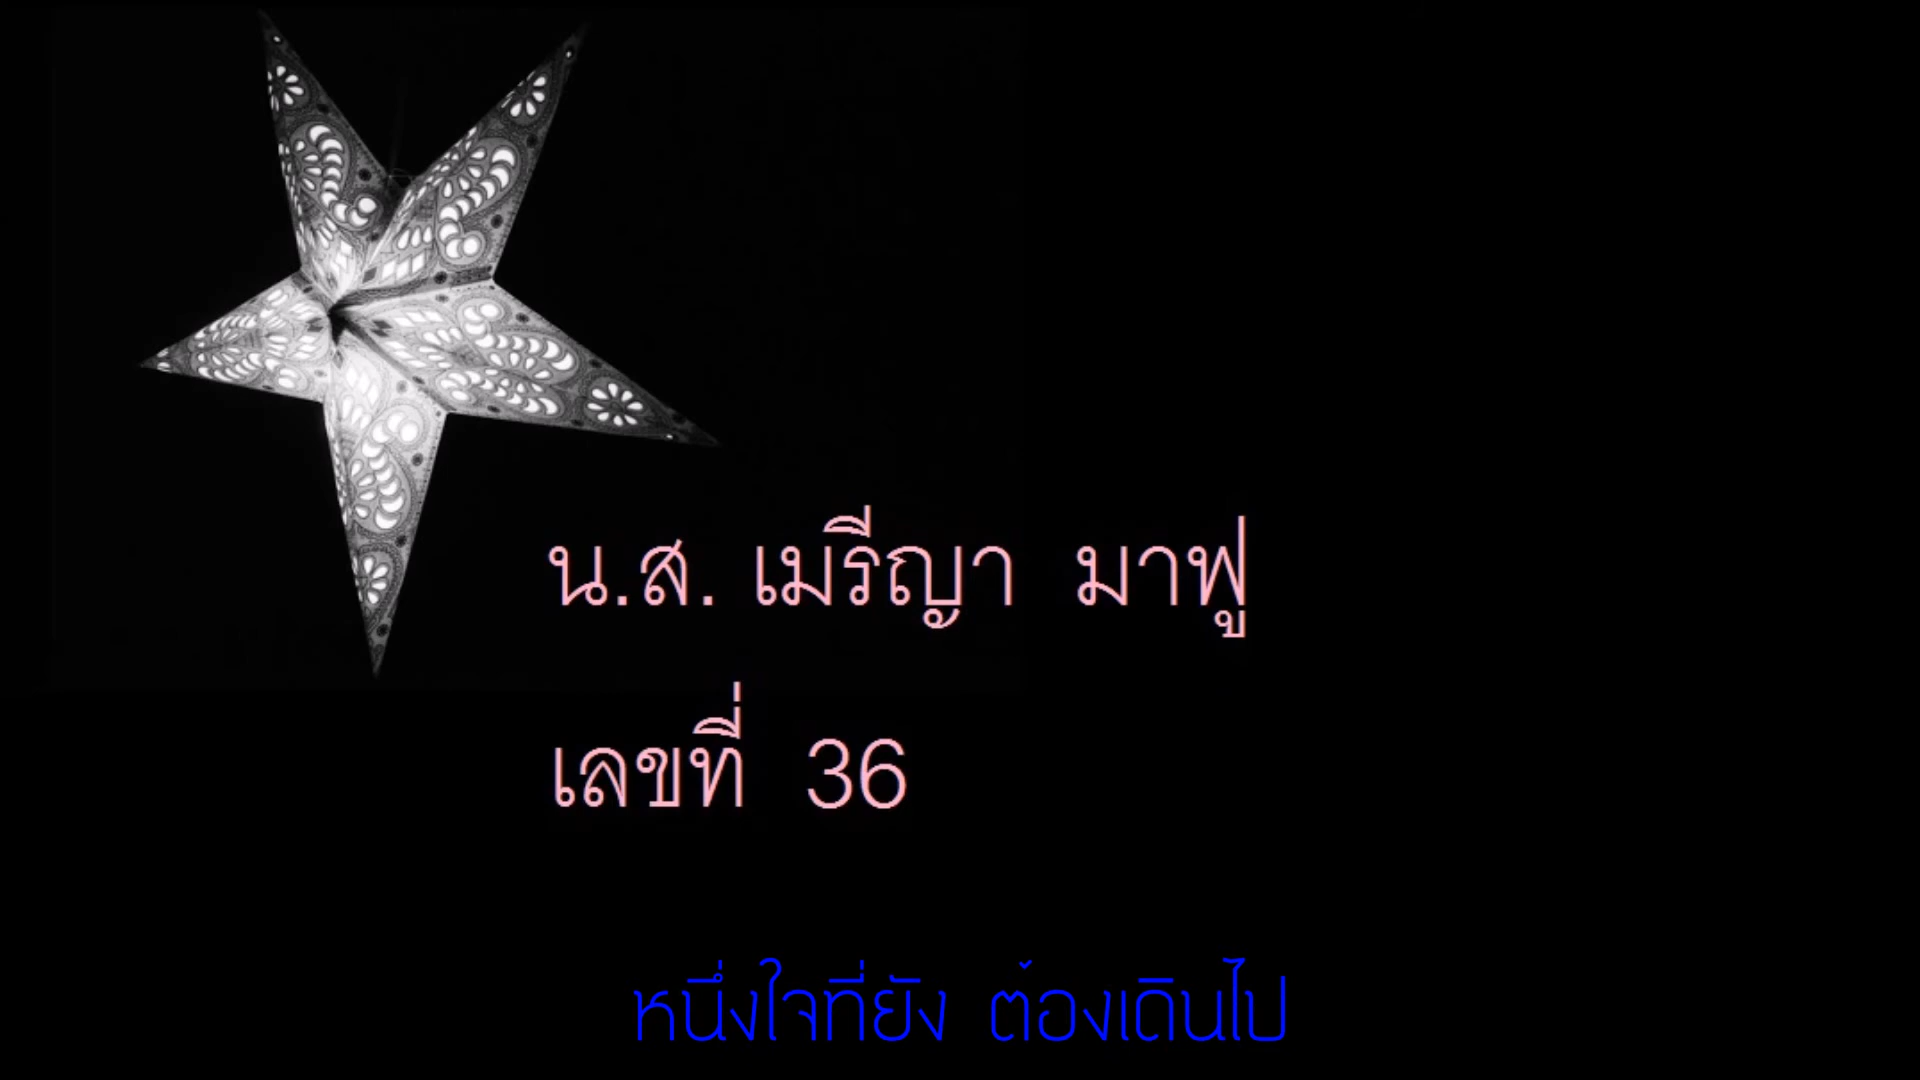 น.ส. เมรีญา มาฟู
เลขที่ 36
หนึ่งใจที่ยัง ต้องเดินไป